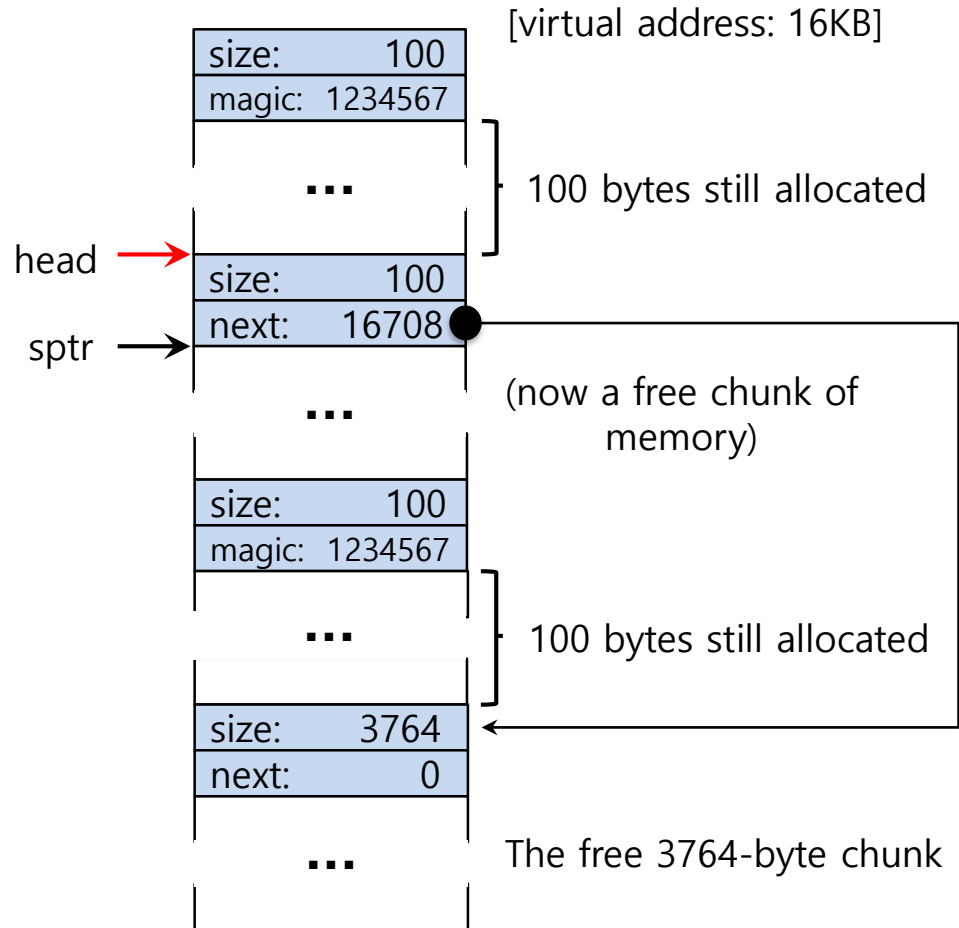 [virtual address: 16KB]
size: 100
magic: 1234567
...
100 bytes still allocated
head
size: 100
next: 16708
sptr
...
(now a free chunk of
memory)
size: 100
magic: 1234567
...
100 bytes still allocated
size: 3764
next: 0
...
The free 3764-byte chunk